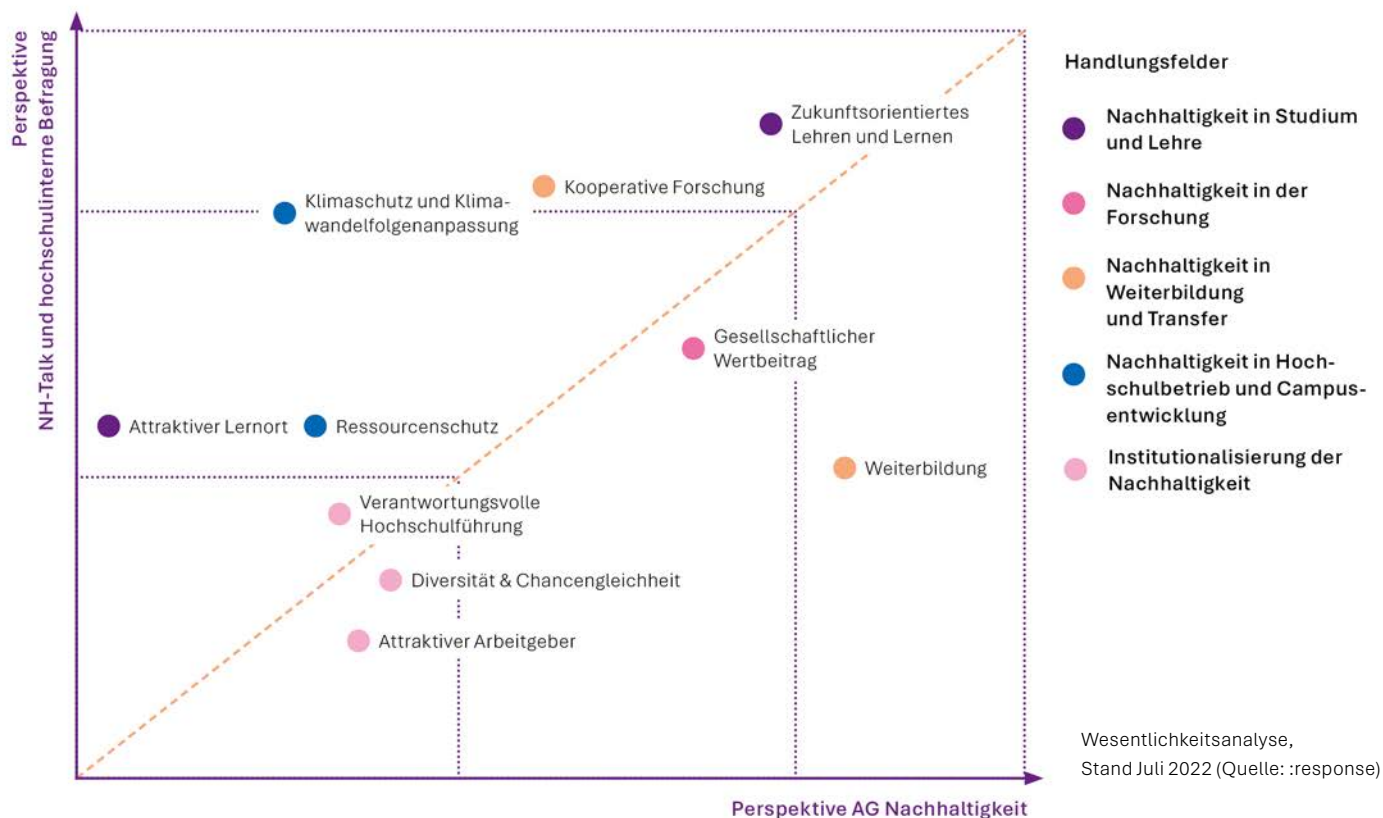 Perspektive
NH-Talk und hochschulinterne Befragung
Zukunftsorientiertes
Lehren und Lernen
Kooperative Forschung
Klimaschutz und Klima-
wandelfolgenanpassung
Gesellschaftlicher
Wertbeitrag
Attraktiver Lernort
Ressourcenschutz
Weiterbildung
Verantwortungsvolle
Hochschulführung
Diversität & Chancengleichheit
Attraktiver Arbeitgeber
Perspektive AG Nachhaltigkeit
Handlungsfelder
Nachhaltigkeit in Studium
und Lehre
Nachhaltigkeit in der
Forschung
Nachhaltigkeit in
Weiterbildung
und Transfer
Nachhaltigkeit in Hoch-
schulbetrieb und Campus-
entwicklung
Institutionalisierung der
Nachhaltigkeit
Wesentlichkeitsanalyse,
Stand Juli 2022 (Quelle: :response)